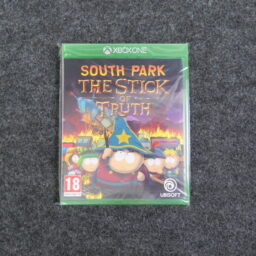 XBOX ONE
SOUTH PARK
THE STICK
OF
TRUTH
18
UBISOFT